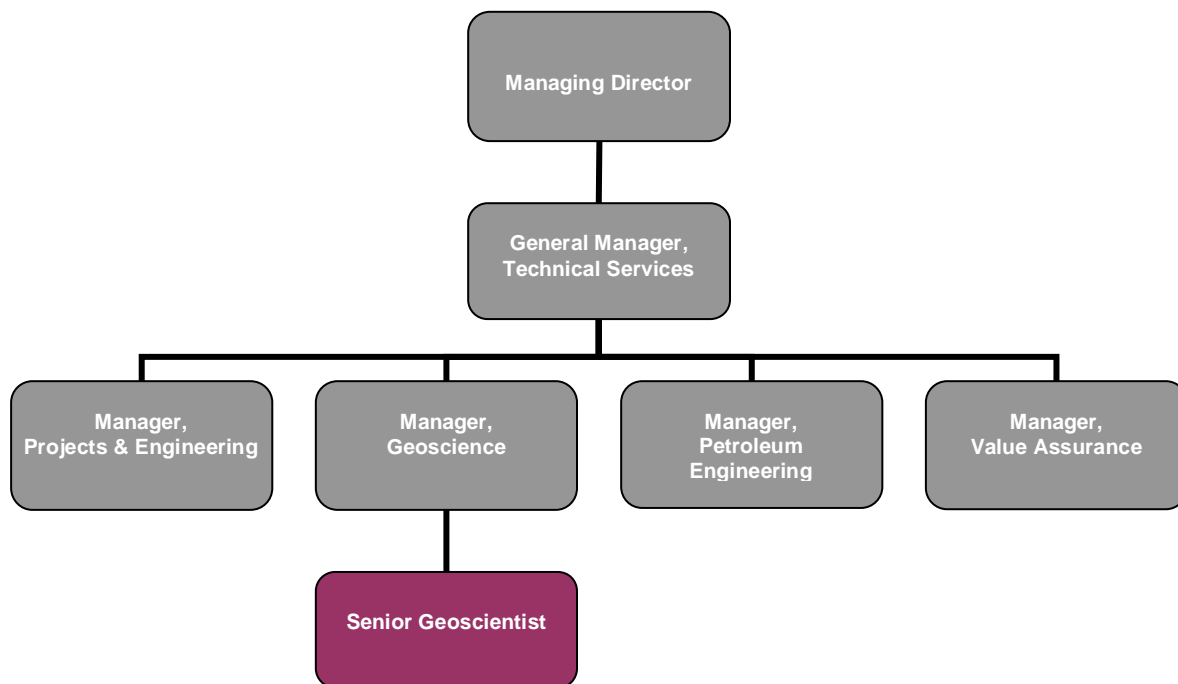 Managing Director
General Manager,
Technical Services
Manager,
Projects & Engineering
Manager,
Geoscience
Manager,
Petroleum
Engineering
Manager,
Value Assurance
Senior Geoscientist